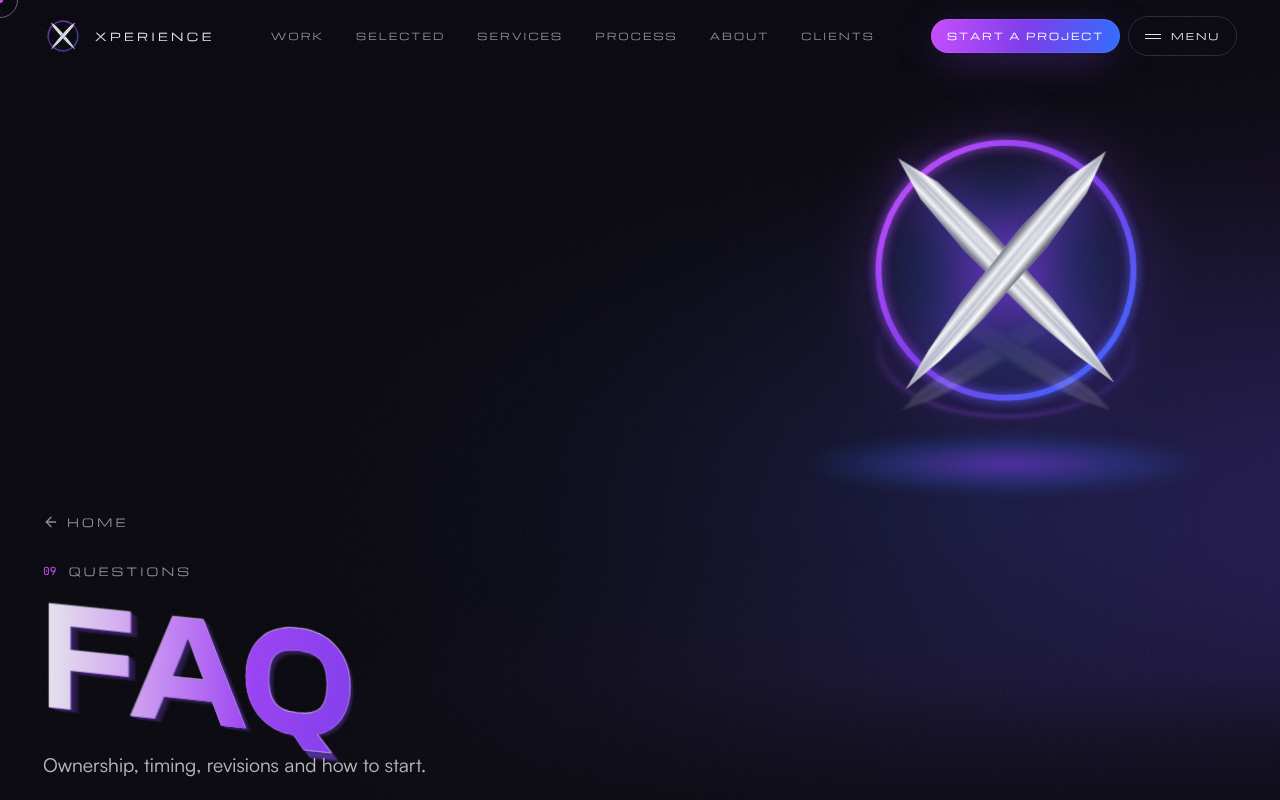 XPERIENCE
WORK SELECTED SERVICES PROCESS ABOUT CLIENTS
START A PROJECT
MENU
← HOME
09 QUESTIONS
FAQ
Ownership, timing, revisions and how to start.